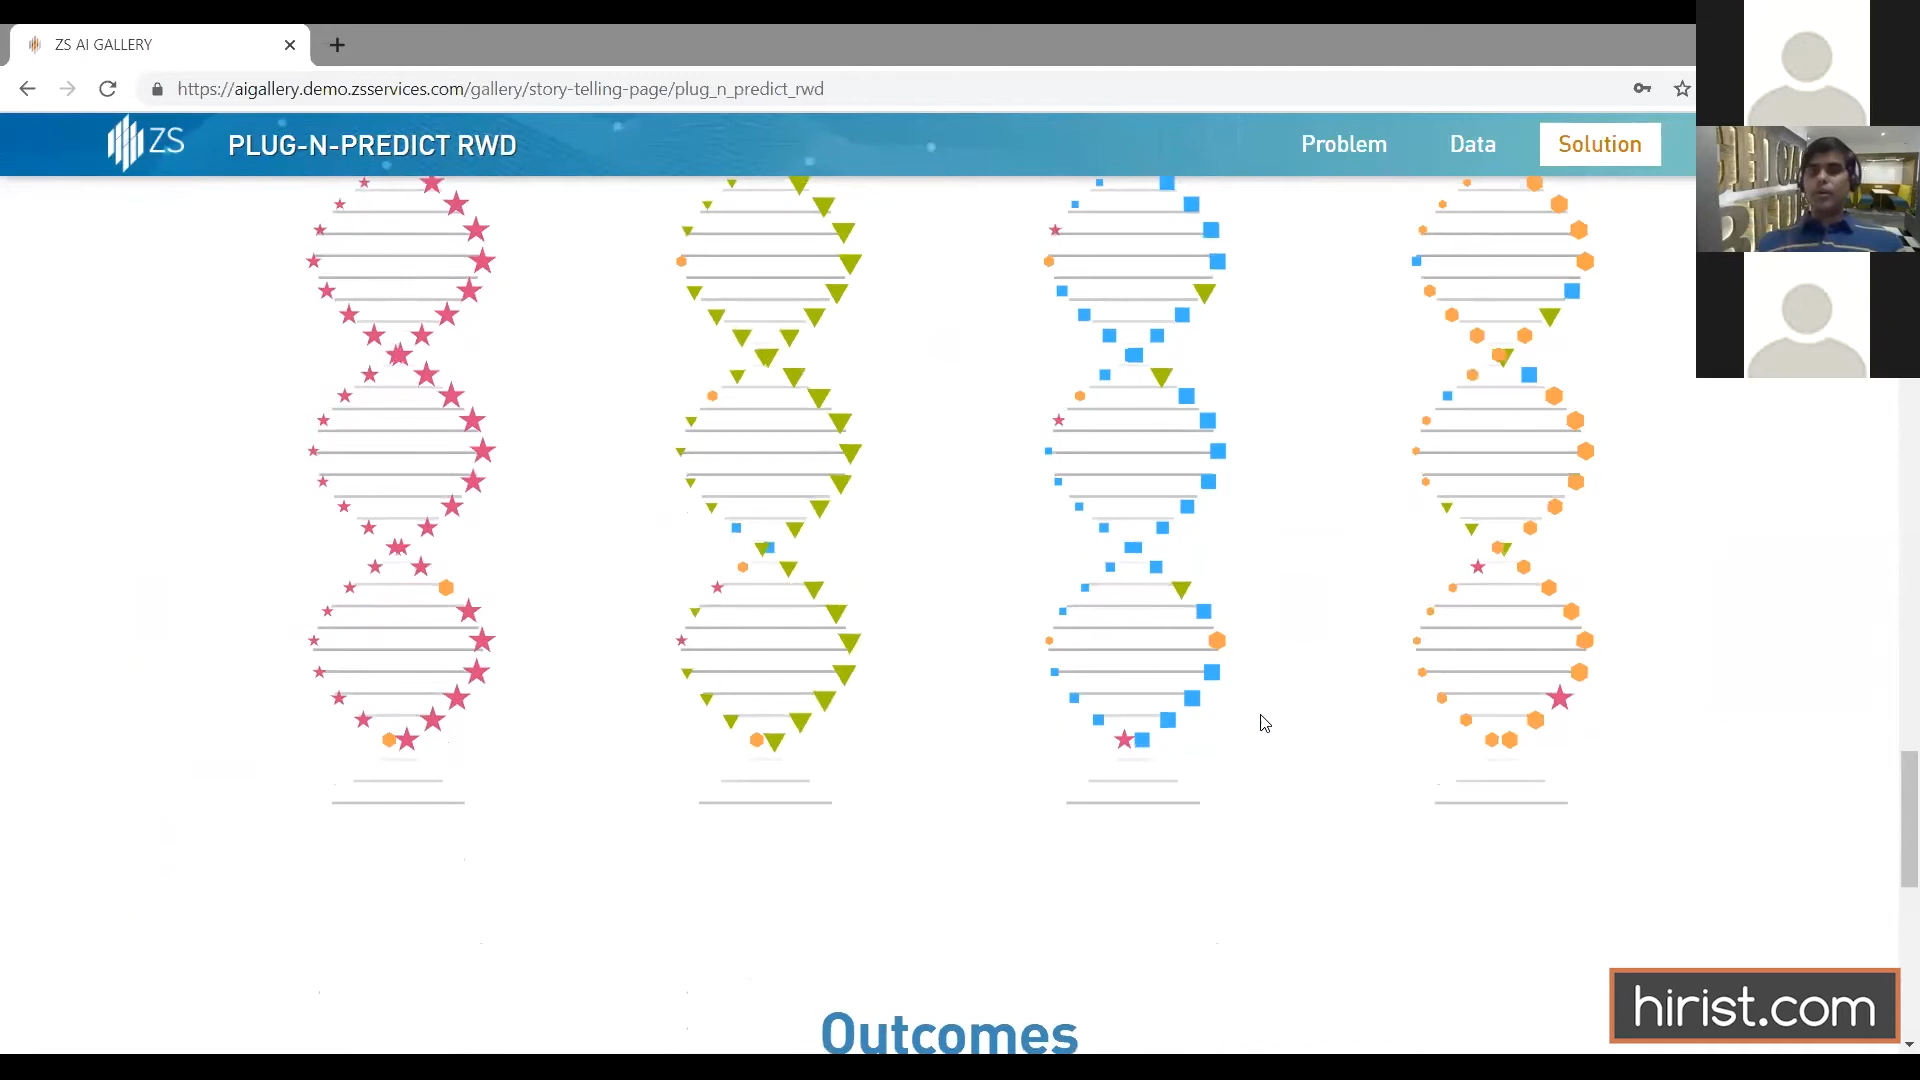 ZS AI GALLERY
https://aigallery.demo.zsservices.com/gallery/story-telling-page/plug_n_predict_rwd
ZS
PLUG-N-PREDICT RWD
Problem
Data
Solution
Outcomes
hirist.com